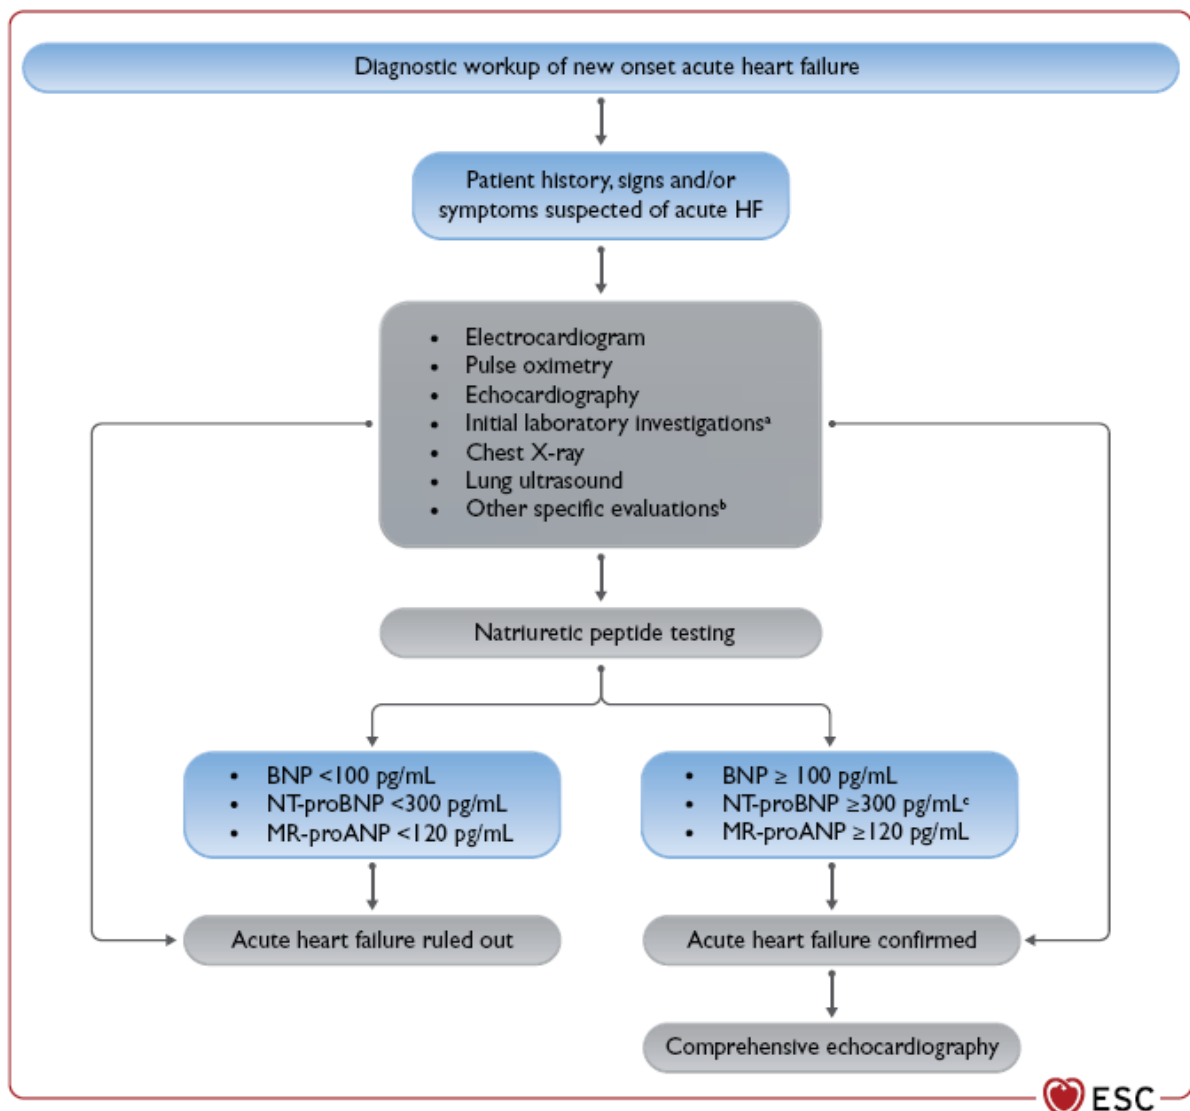 Diagnostic workup of new onset acute heart failure
Patient history, signs and/or
symptoms suspected of acute HF
• Electrocardiogram
• Pulse oximetry
• Echocardiography
• Initial laboratory investigationsᵃ
• Chest X-ray
• Lung ultrasound
• Other specific evaluationsᵇ
Natriuretic peptide testing
• BNP <100 pg/mL
• NT-proBNP <300 pg/mL
• MR-proANP <120 pg/mL
• BNP ≥ 100 pg/mL
• NT-proBNP ≥300 pg/mLᶜ
• MR-proANP ≥120 pg/mL
Acute heart failure ruled out
Acute heart failure confirmed
Comprehensive echocardiography
ESC